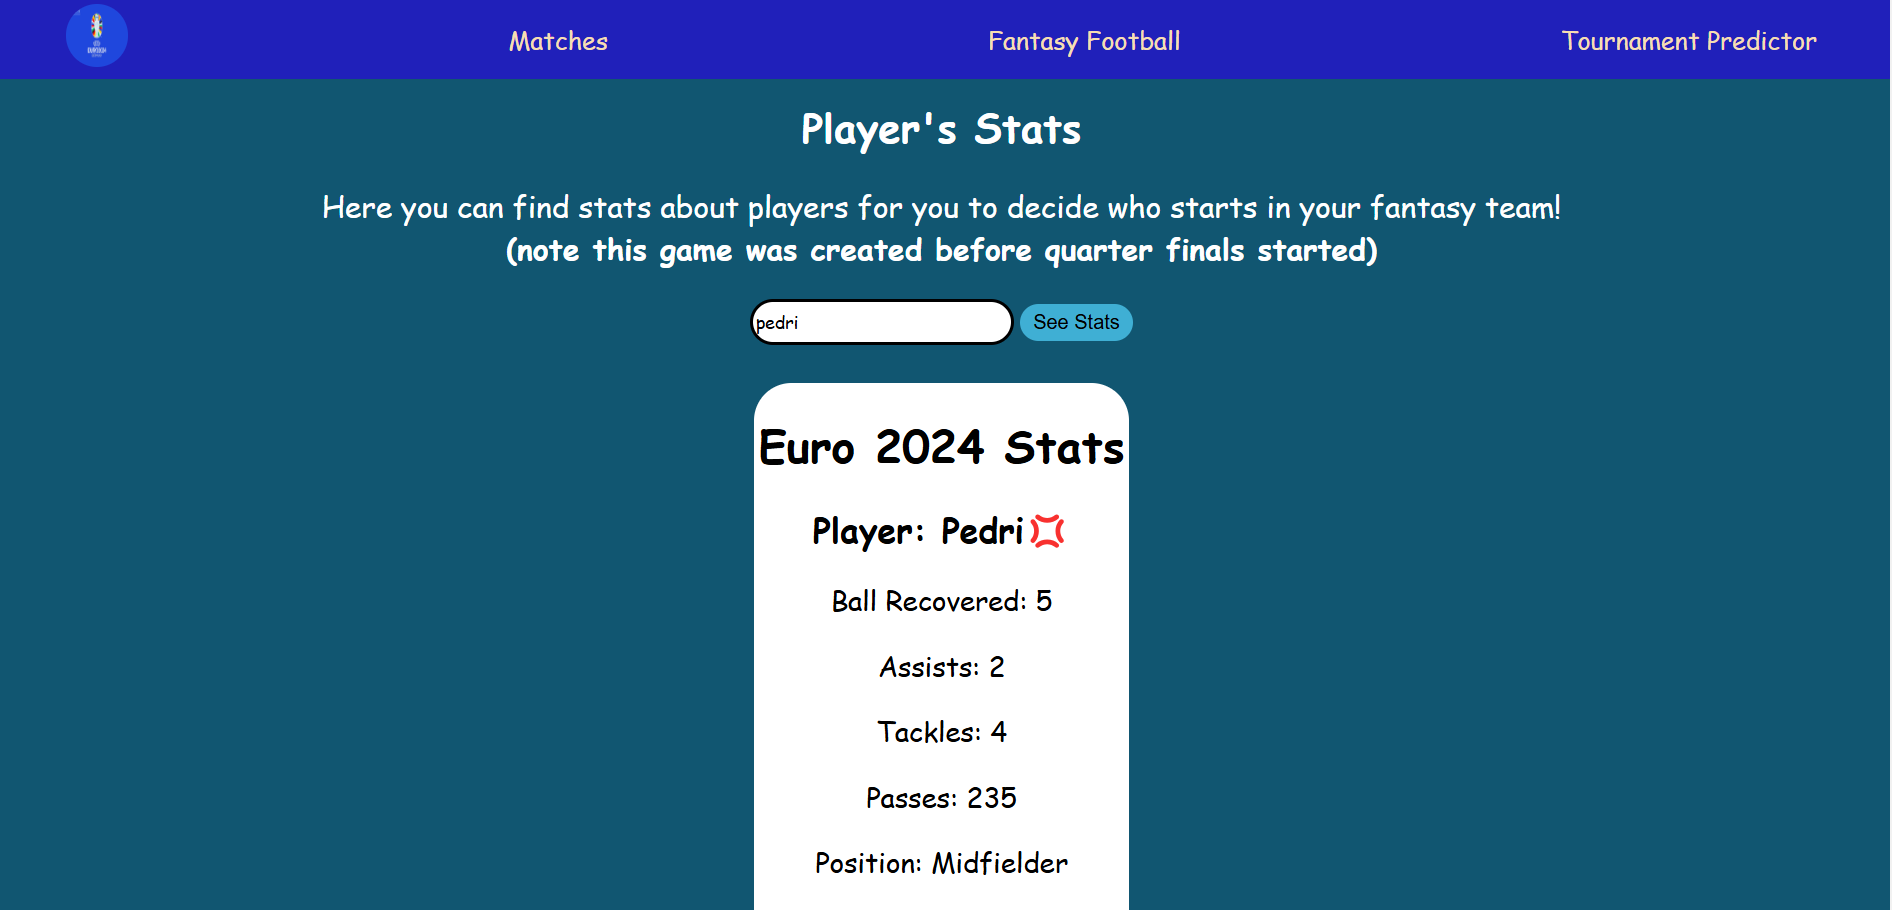 Matches
Fantasy Football
Tournament Predictor
Player's Stats
Here you can find stats about players for you to decide who starts in your fantasy team!
(note this game was created before quarter finals started)
pedri
See Stats
Euro 2024 Stats
Player: Pedri💢
Ball Recovered: 5
Assists: 2
Tackles: 4
Passes: 235
Position: Midfielder